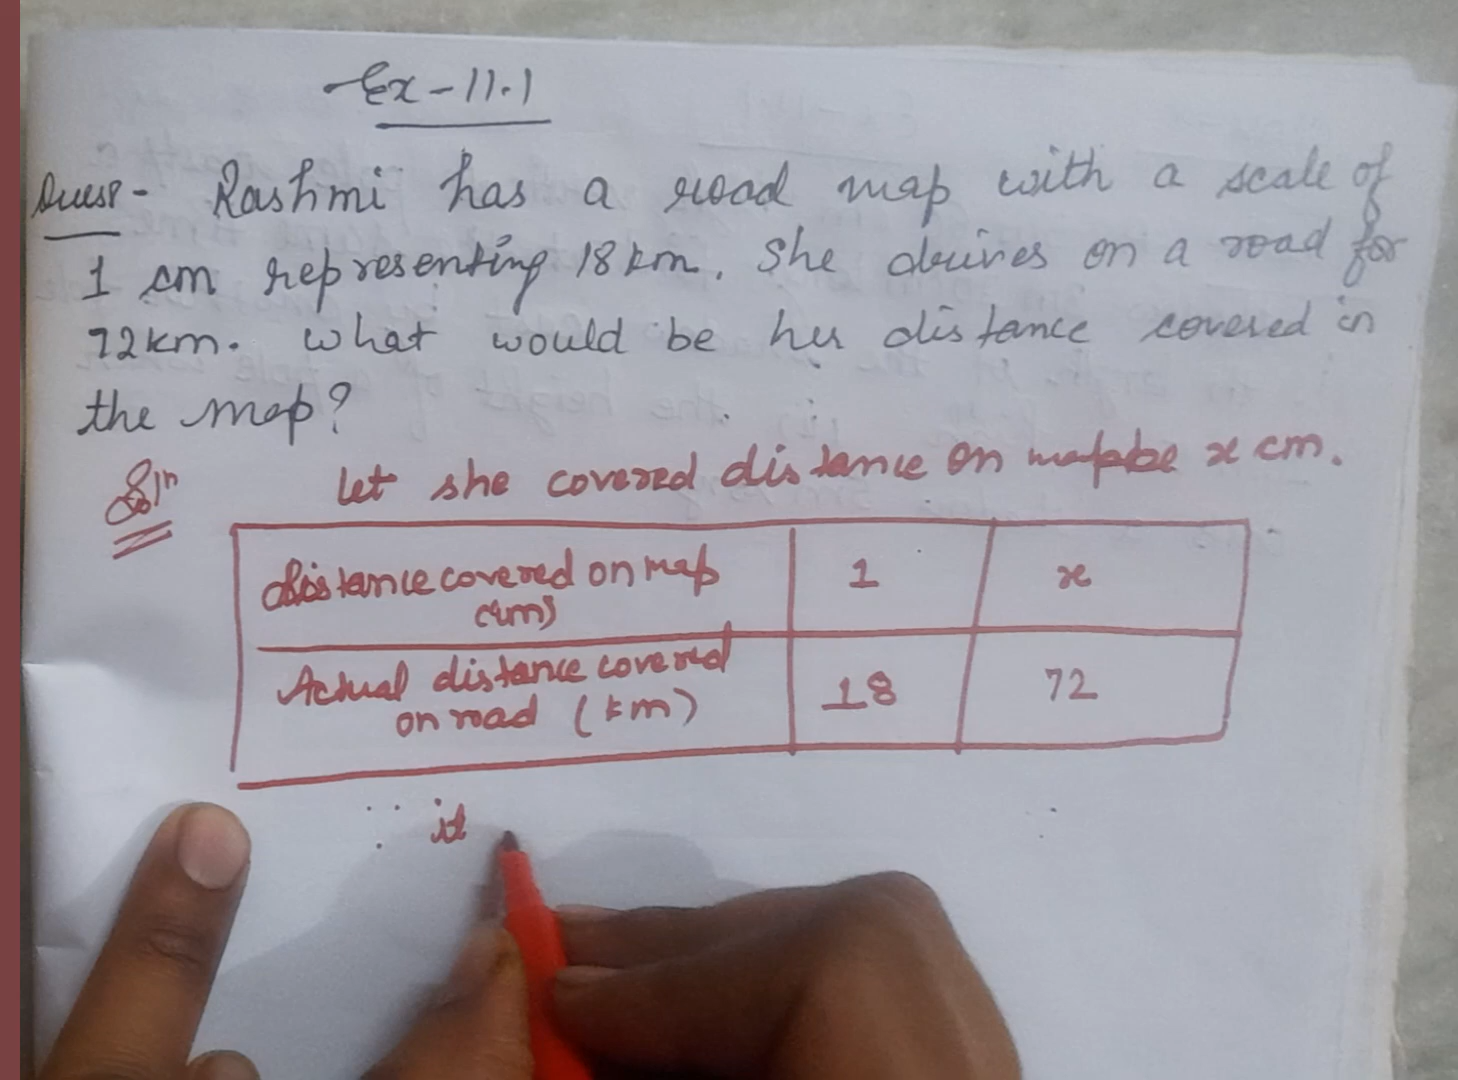 Ex-11.1
Ques- Rashmi has a road map with a scale of
1 cm representing 18 km. She drives on a road for
72km. what would be her distance covered in
the map?
Soln Let she covered distance on map be x cm.
Distance covered on map 1 x
(cm)
Actual distance covered 18 72
on road (km)
∵ it